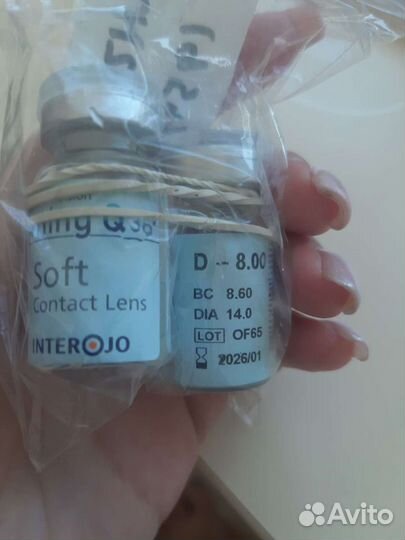 Soft
Contact Lens
INTEROJO
D - 8.00
BC 8.60
DIA 14.0
LOT OF65
2026/01
Avito